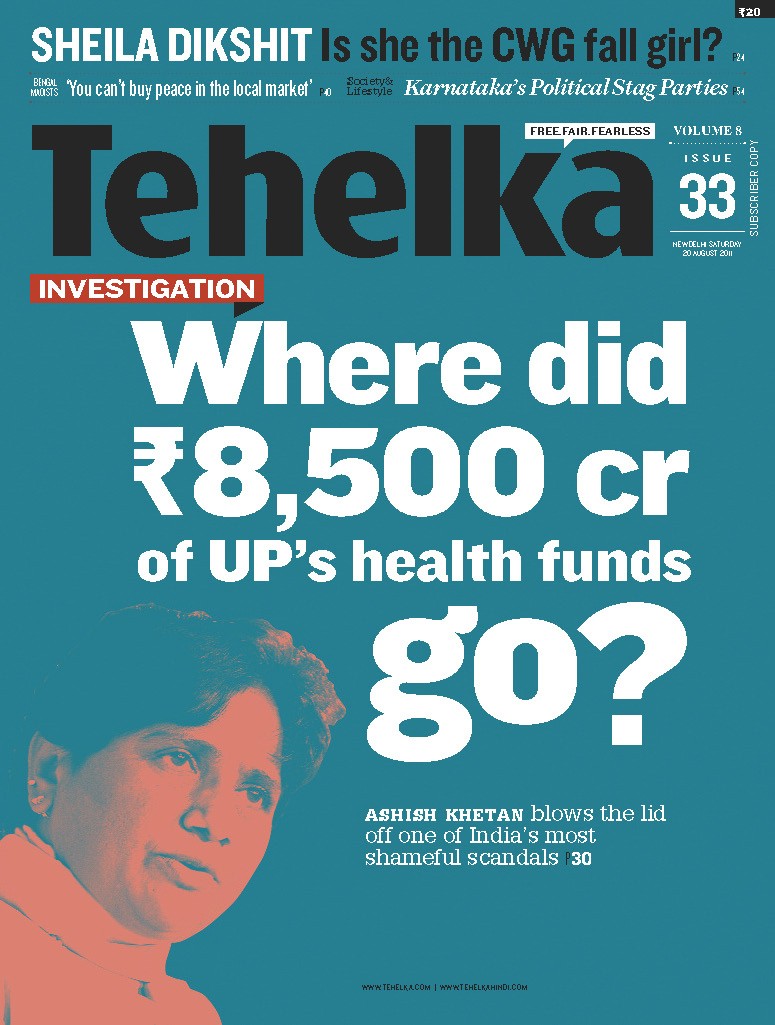 ₹20
SHEILA DIKSHIT Is she the CWG fall girl? P24
BENGAL MAOISTS 'You can't buy peace in the local market' P40 Society& Lifestyle Karnataka's Political Stag Parties P54
FREE.FAIR.FEARLESS
Tehelka
VOLUME 8
ISSUE
33
NEW DELHI SATURDAY
20 AUGUST 2011
SUBSCRIBER COPY
INVESTIGATION
Where did
₹8,500 cr
of UP's health funds
go?
ASHISH KHETAN blows the lid
off one of India's most
shameful scandals P30
WWW.TEHELKA.COM | WWW.TEHELKAHINDI.COM